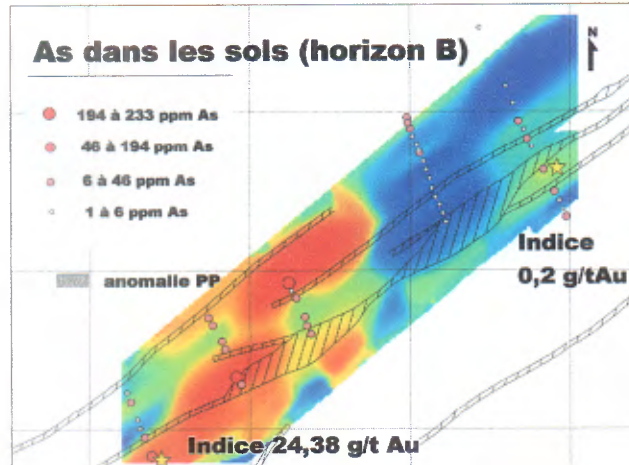 As dans les sols (horizon B)
N
194 à 233 ppm As
46 à 194 ppm As
6 à 46 ppm As
1 à 6 ppm As
anomalie PP
Indice
0,2 g/tAu
Indice 24,38 g/t Au